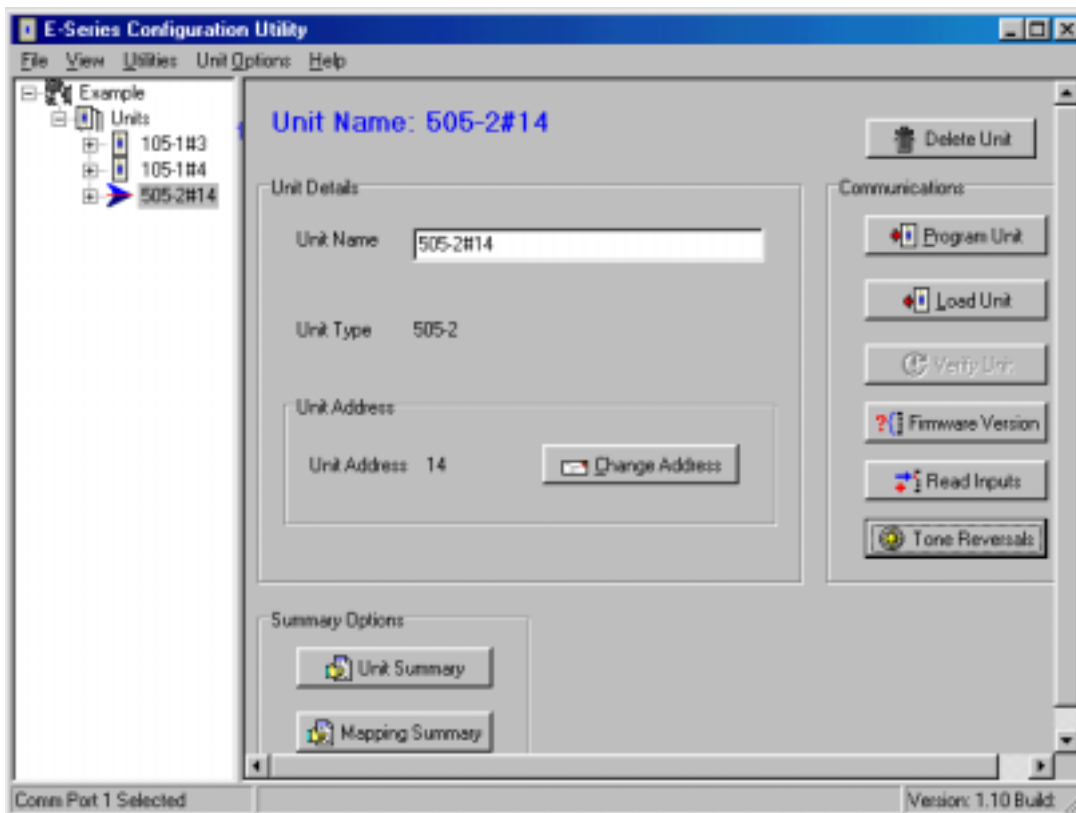 E-Series Configuration Utility
File View Utilities Unit Options Help
Example
Units
105-1#3
105-1#4
505-2#14
Unit Name: 505-2#14
Delete Unit
Unit Details
Unit Name 505-2#14
Unit Type 505-2
Unit Address
Unit Address 14
Change Address
Communications
Program Unit
Load Unit
Verify Unit
Firmware Version
Read Inputs
Tone Reversals
Summary Options
Unit Summary
Mapping Summary
Comm Port 1 Selected
Version: 1.10 Build: